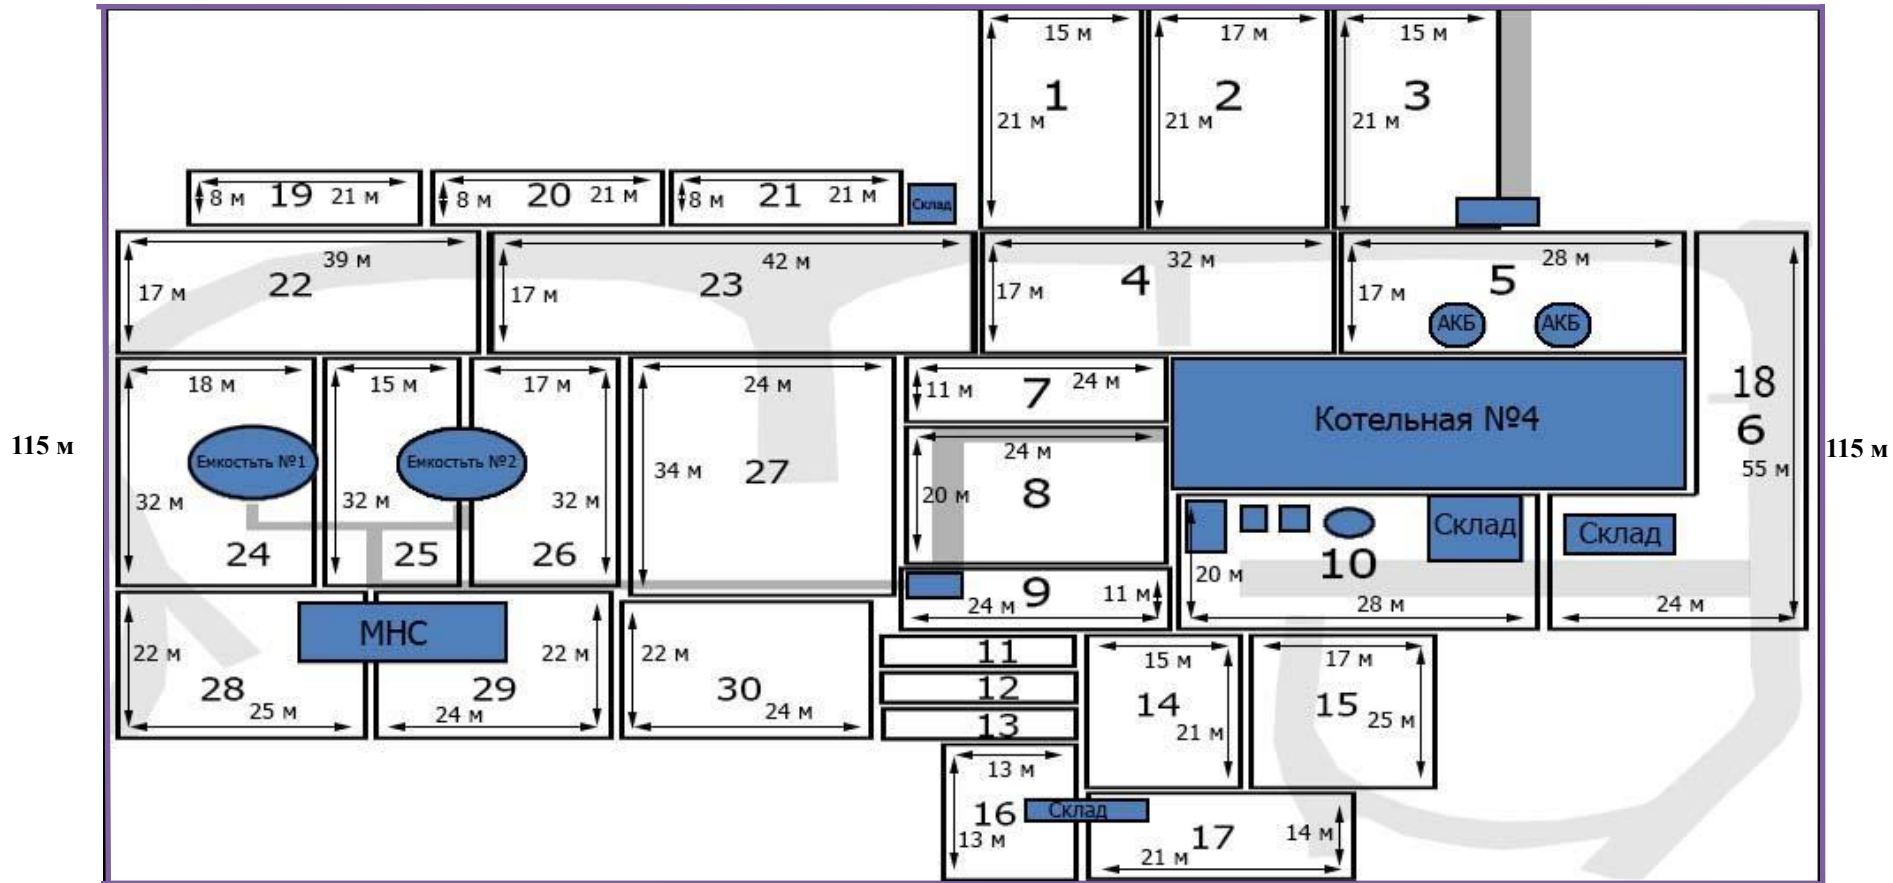 15 м
17 м
15 м
1
2
3
21 м
21 м
21 м
8 м 19 21 м
8 м 20 21 м
8 м 21 21 м
Склад
39 м
22
17 м
42 м
23
17 м
32 м
4
17 м
28 м
5
17 м
АКБ
АКБ
18 м
15 м
17 м
24 м
11 м 7 24 м
Котельная №4
18
6
55 м
115 м
115 м
Емкостьть №1
Емкостьть №2
34 м
27
24 м
20 м 8
32 м
32 м
32 м
24
25
26
Склад
Склад
20 м
10
28 м
24 м
24 м 9 11 м
22 м
МНС
22 м
22 м
28
25 м
29
24 м
30
24 м
11
12
13
15 м
14
21 м
17 м
15
25 м
13 м
16
13 м
Склад
17
14 м
21 м